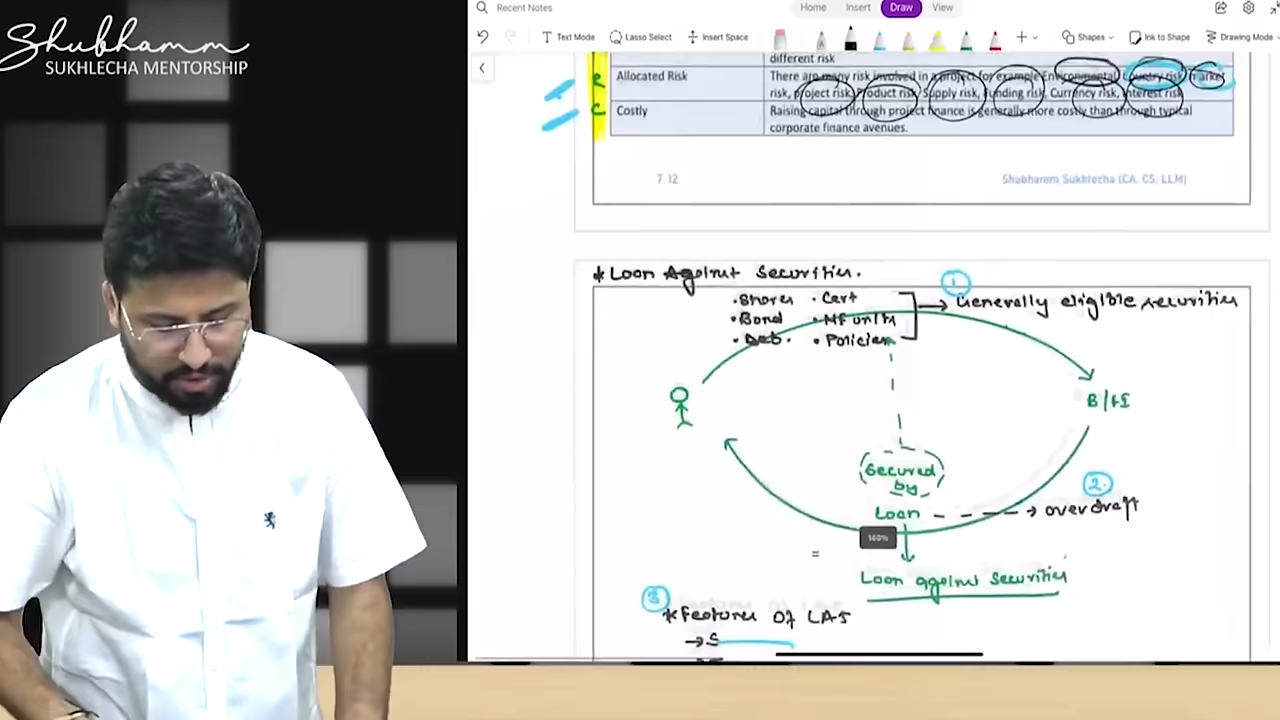 Shubhamm
SUKHLECHA MENTORSHIP
Recent Notes
Home Insert Draw View
Text Mode Lasso Select Insert Space Shapes Ink to Shape Drawing Mode
different risk
Allocated Risk
There are many risk involved in a project for example Environmental, Country risk, market
risk, project risk, Product risk, Supply risk, Funding risk, Currency risk, Interest risk
Costly
Raising capital through project finance is generally more costly than through typical
corporate finance avenues.
7.12
Shubhamm Sukhlecha (CA, CS, LLM)
* Loan Against Securities.
• Shares • Cert
• Bond • MF units
• Deb. • Policies
1
Generally eligible securities
B/FI
Secured
by
2
Loan
overdraft
160%
=
Loan against securities
3
* Features of LAS
→ S